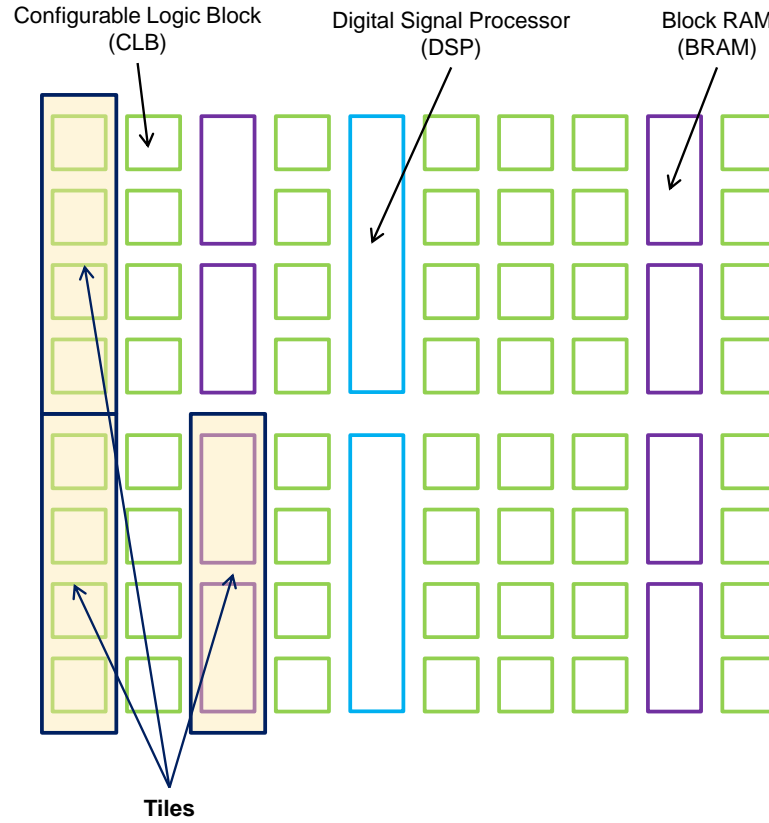 Configurable Logic Block
(CLB)
Digital Signal Processor
(DSP)
Block RAM
(BRAM)
Tiles